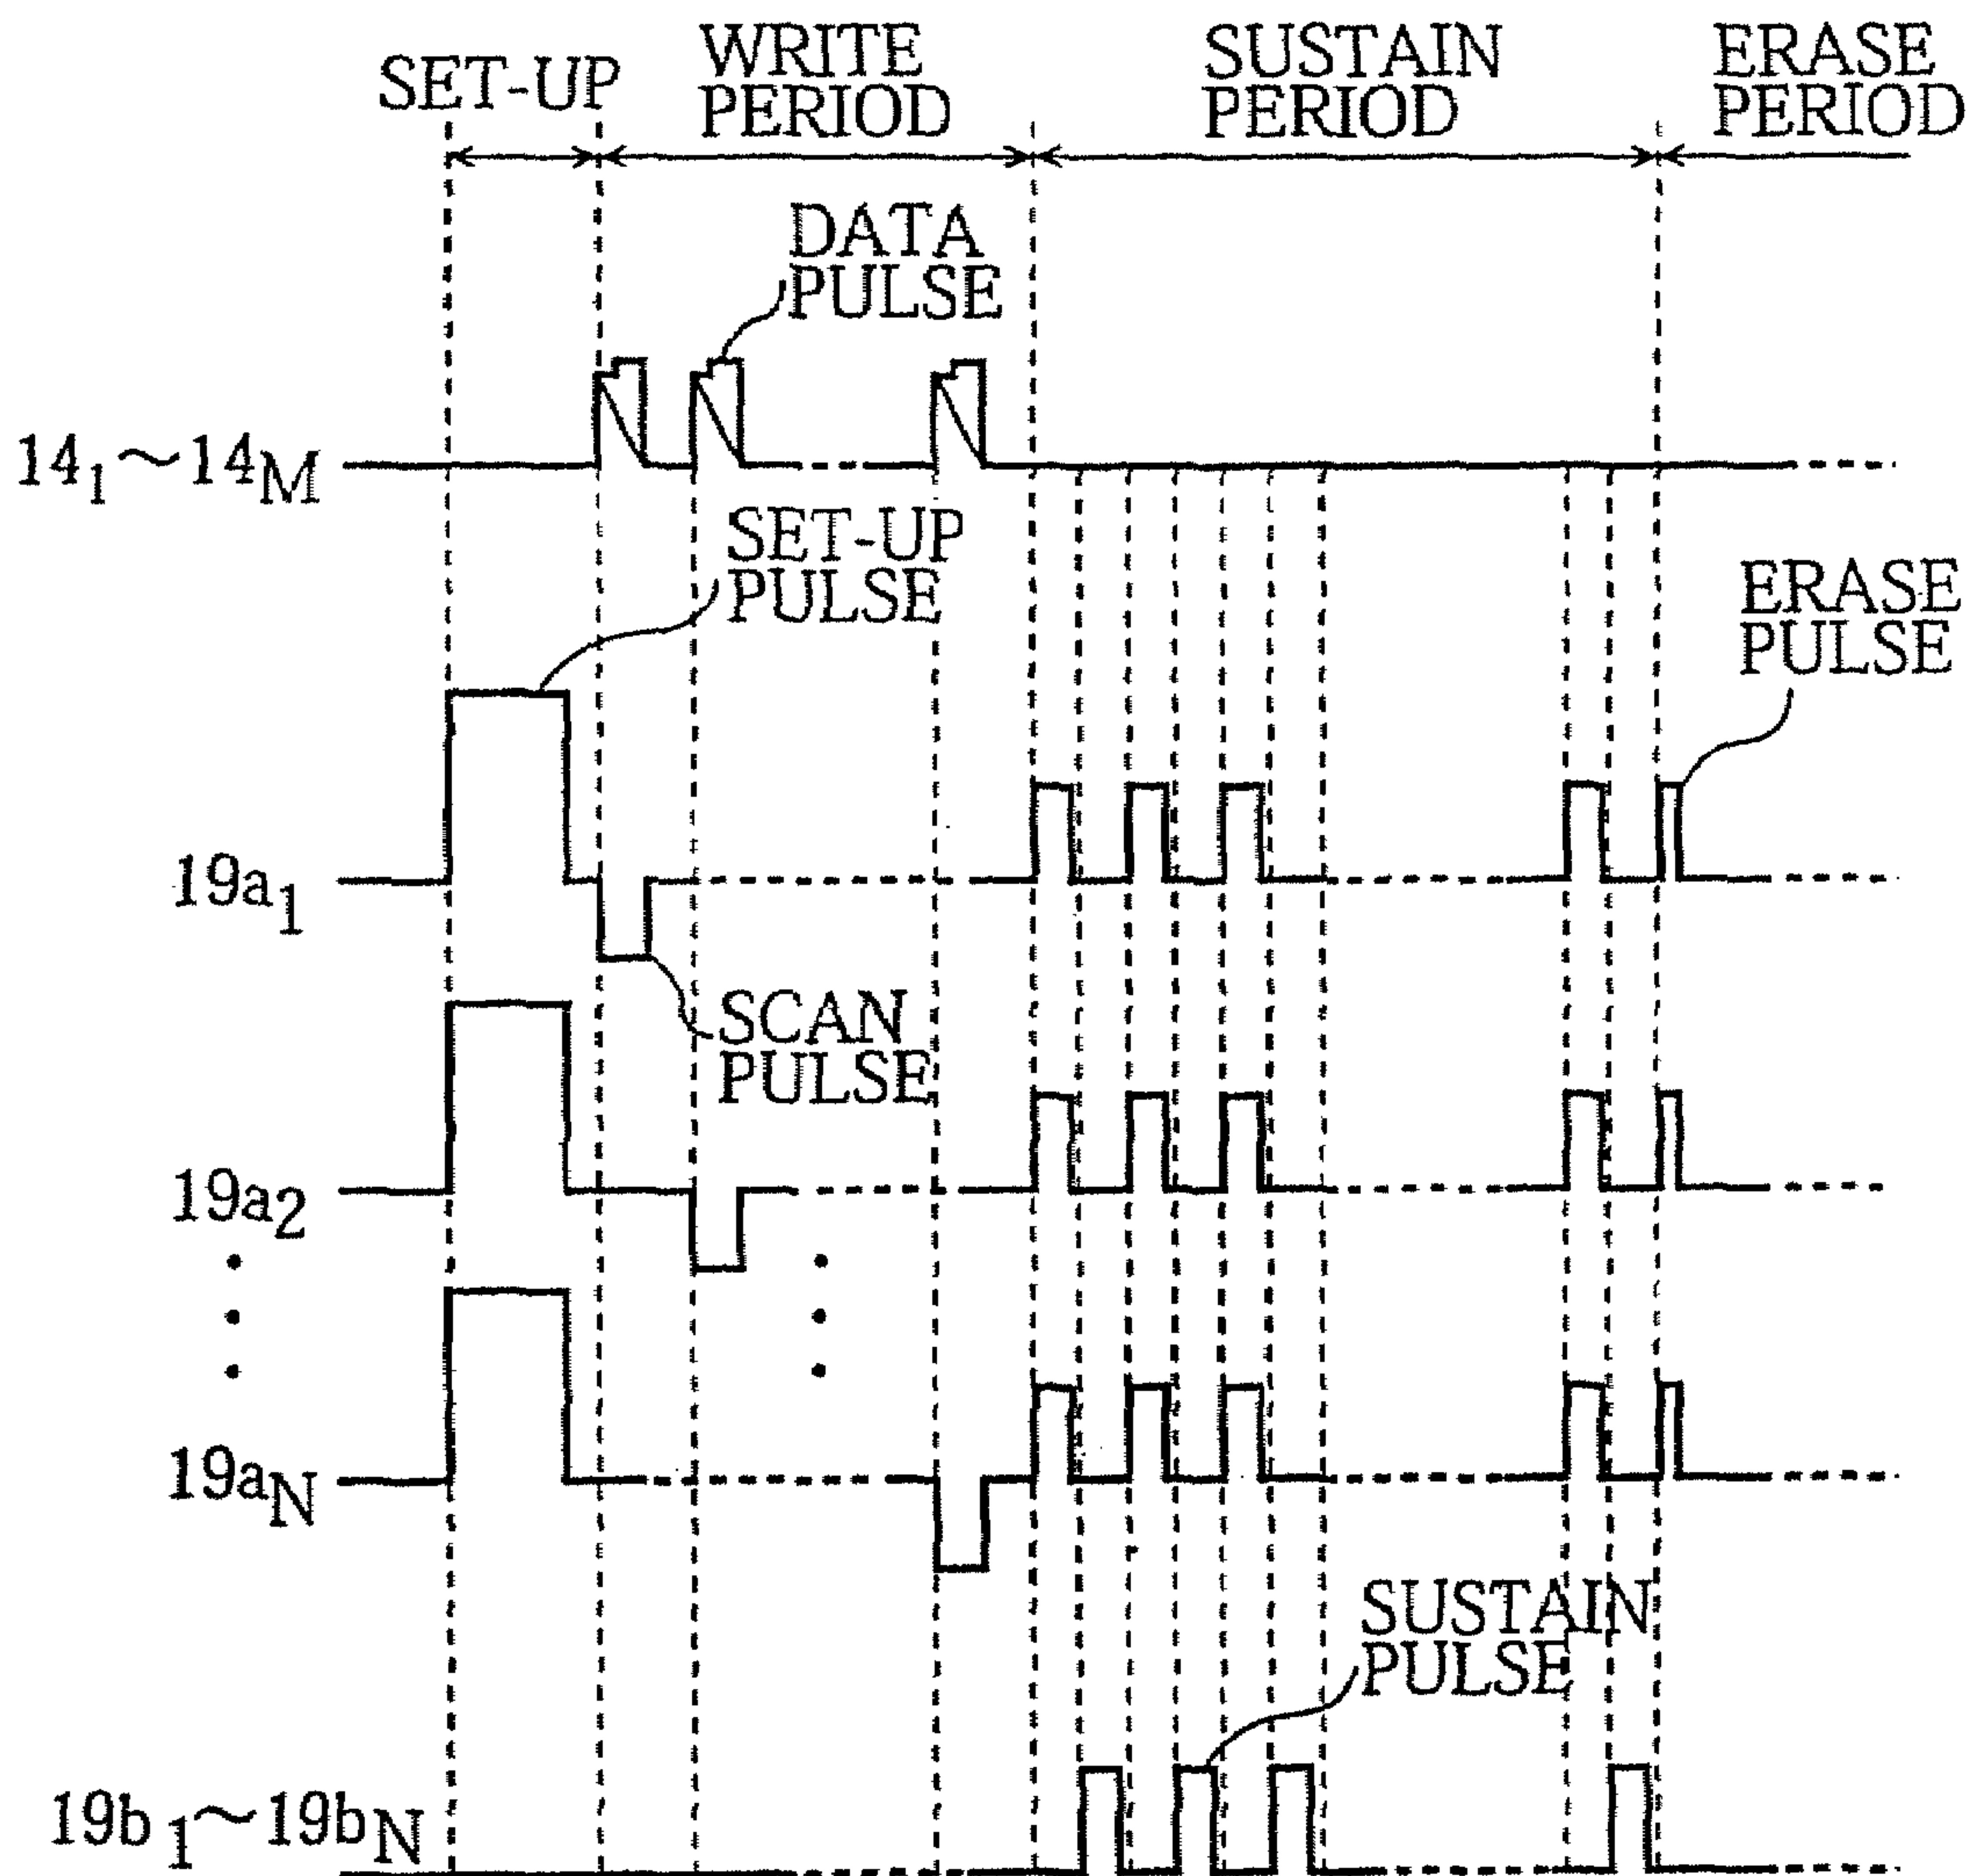 SET-UP
WRITE
PERIOD
SUSTAIN
PERIOD
ERASE
PERIOD
DATA
PULSE
14₁~14M
SET-UP
PULSE
ERASE
PULSE
19a₁
SCAN
PULSE
19a₂
19aN
SUSTAIN
PULSE
19b₁~19bN